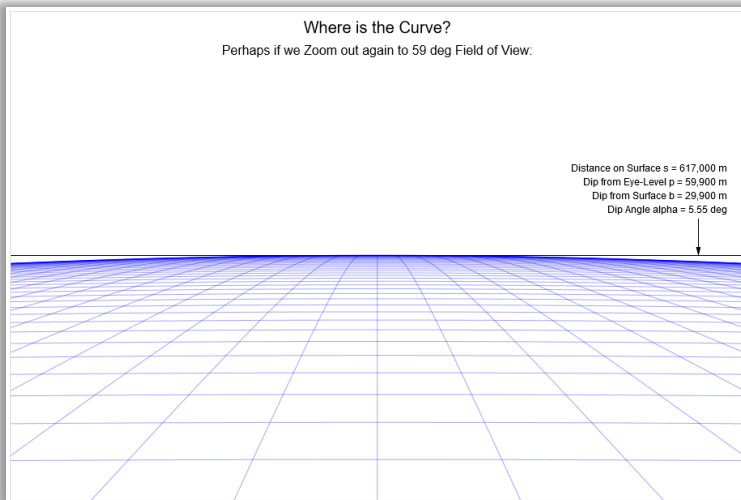 Where is the Curve?
Perhaps if we Zoom out again to 59 deg Field of View:
Distance on Surface s = 617,000 m
Dip from Eye-Level p = 59,900 m
Dip from Surface b = 29,900 m
Dip Angle alpha = 5.55 deg